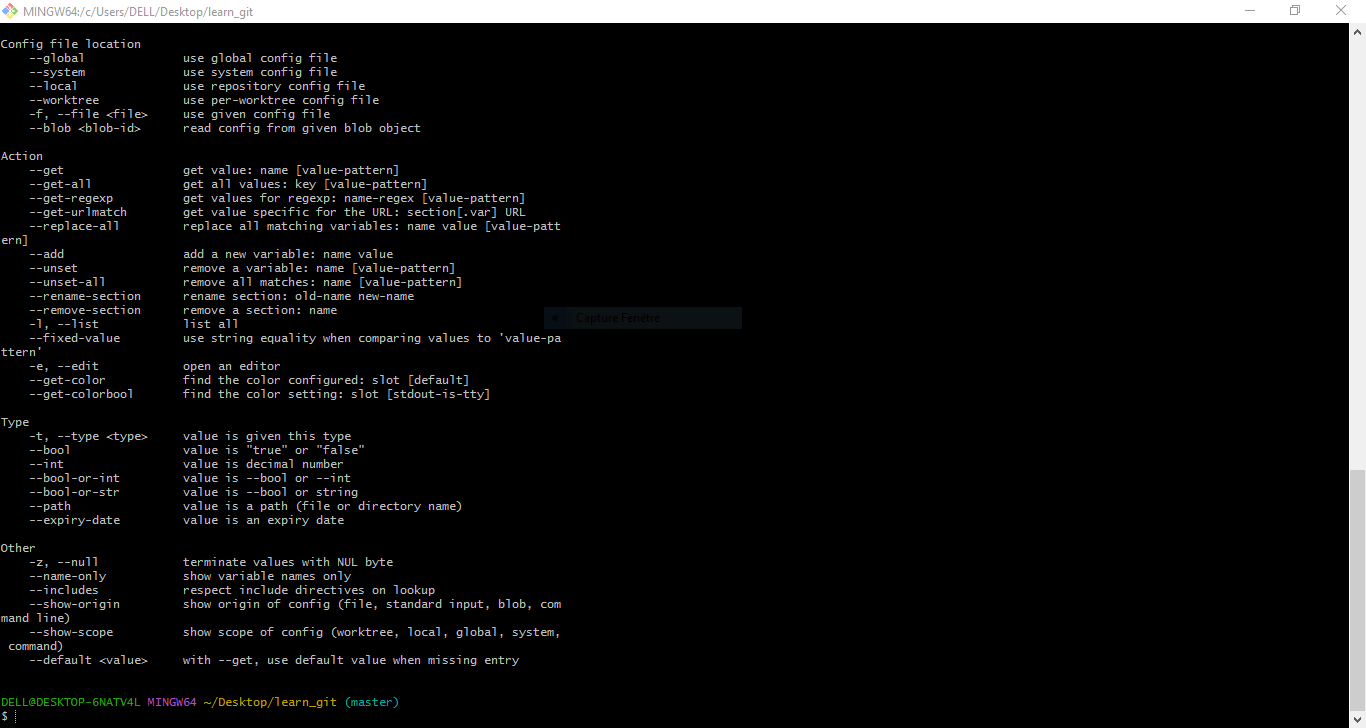 MINGW64:/c/Users/DELL/Desktop/learn_git
Config file location
    --global              use global config file
    --system              use system config file
    --local               use repository config file
    --worktree            use per-worktree config file
    -f, --file <file>     use given config file
    --blob <blob-id>      read config from given blob object
Action
    --get                 get value: name [value-pattern]
    --get-all             get all values: key [value-pattern]
    --get-regexp          get values for regexp: name-regex [value-pattern]
    --get-urlmatch        get value specific for the URL: section[.var] URL
    --replace-all         replace all matching variables: name value [value-patt
ern]
    --add                 add a new variable: name value
    --unset               remove a variable: name [value-pattern]
    --unset-all           remove all matches: name [value-pattern]
    --rename-section      rename section: old-name new-name
    --remove-section      remove a section: name
Capture Fenêtre
    -l, --list            list all
    --fixed-value         use string equality when comparing values to 'value-pa
ttern'
    -e, --edit            open an editor
    --get-color           find the color configured: slot [default]
    --get-colorbool       find the color setting: slot [stdout-is-tty]
Type
    -t, --type <type>     value is given this type
    --bool                value is "true" or "false"
    --int                 value is decimal number
    --bool-or-int         value is --bool or --int
    --bool-or-str         value is --bool or string
    --path                value is a path (file or directory name)
    --expiry-date         value is an expiry date
Other
    -z, --null            terminate values with NUL byte
    --name-only           show variable names only
    --includes            respect include directives on lookup
    --show-origin         show origin of config (file, standard input, blob, com
mand line)
    --show-scope          show scope of config (worktree, local, global, system,
 command)
    --default <value>     with --get, use default value when missing entry
DELL@DESKTOP-6NATV4L MINGW64 ~/Desktop/learn_git (master)
$